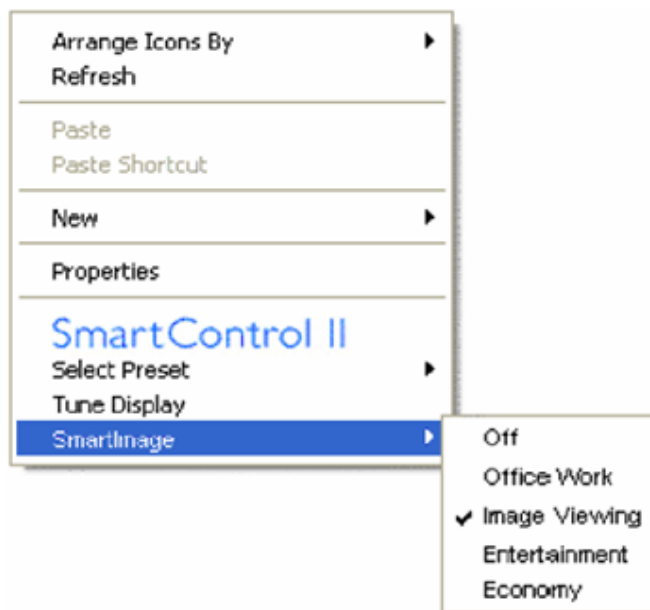 Arrange Icons By
Refresh
Paste
Paste Shortcut
New
Properties
SmartControl II
Select Preset
Tune Display
SmartImage
Off
Office Work
Image Viewing
Entertainment
Economy